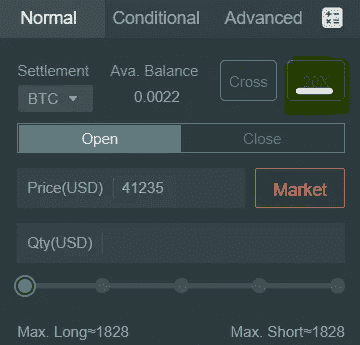 Normal Conditional Advanced
Settlement Ava. Balance
BTC 0.0022 Cross 20X
Open Close
Price(USD) 41235 Market
Qty(USD)
Max. Long≈1828 Max. Short≈1828